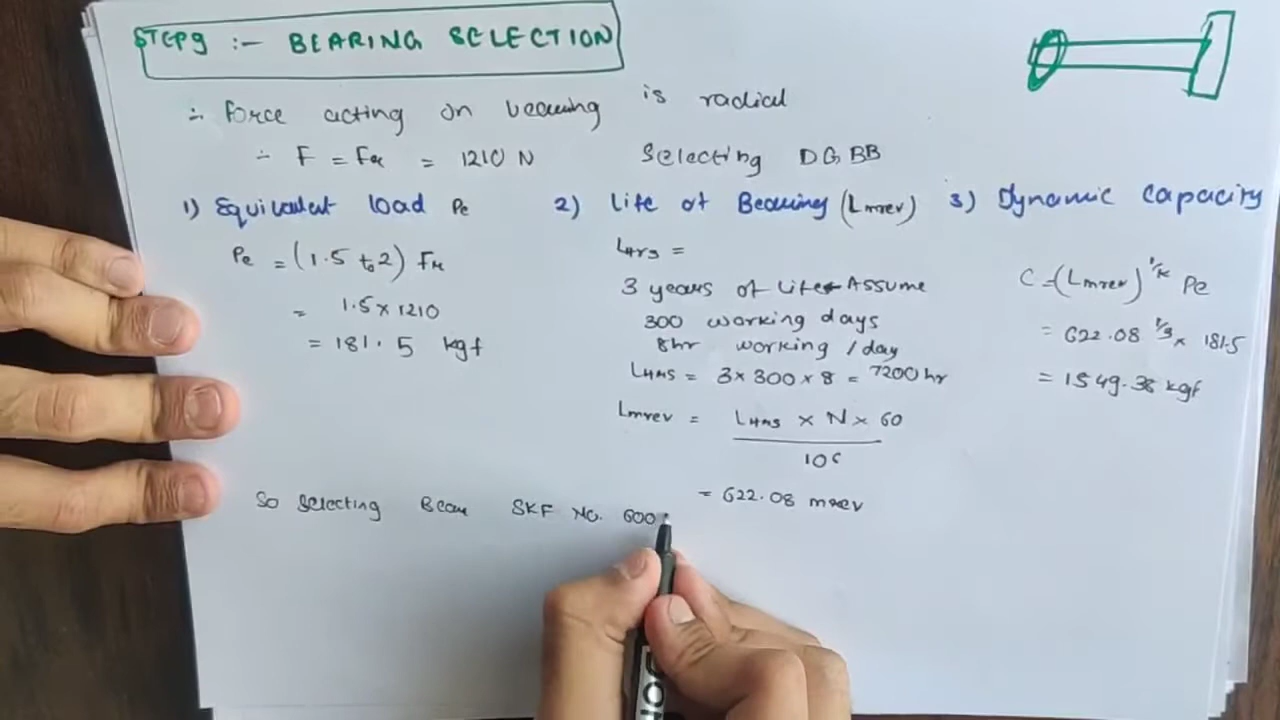 STEP9 :- BEARING SELECTION
∴ Force acting on bearing is radial
∴ F = Fr = 1210 N
Selecting DGBB
1) Equivalent load Pe
Pe = (1.5 to 2) Fr
= 1.5 x 1210
= 181.5 kgf
2) Life of Bearing (Lmrev)
LHrs =
3 years of Life Assume
300 working days
8hr working / day
LHrs = 3 x 300 x 8 = 7200 hr
Lmrev = LHrs x N x 60
10⁶
= 622.08 mrev
3) Dynamic capacity
C = (Lmrev)^1/k Pe
= 622.08^1/3 x 181.5
= 1549.38 kgf
So selecting Bear SKF No. 600